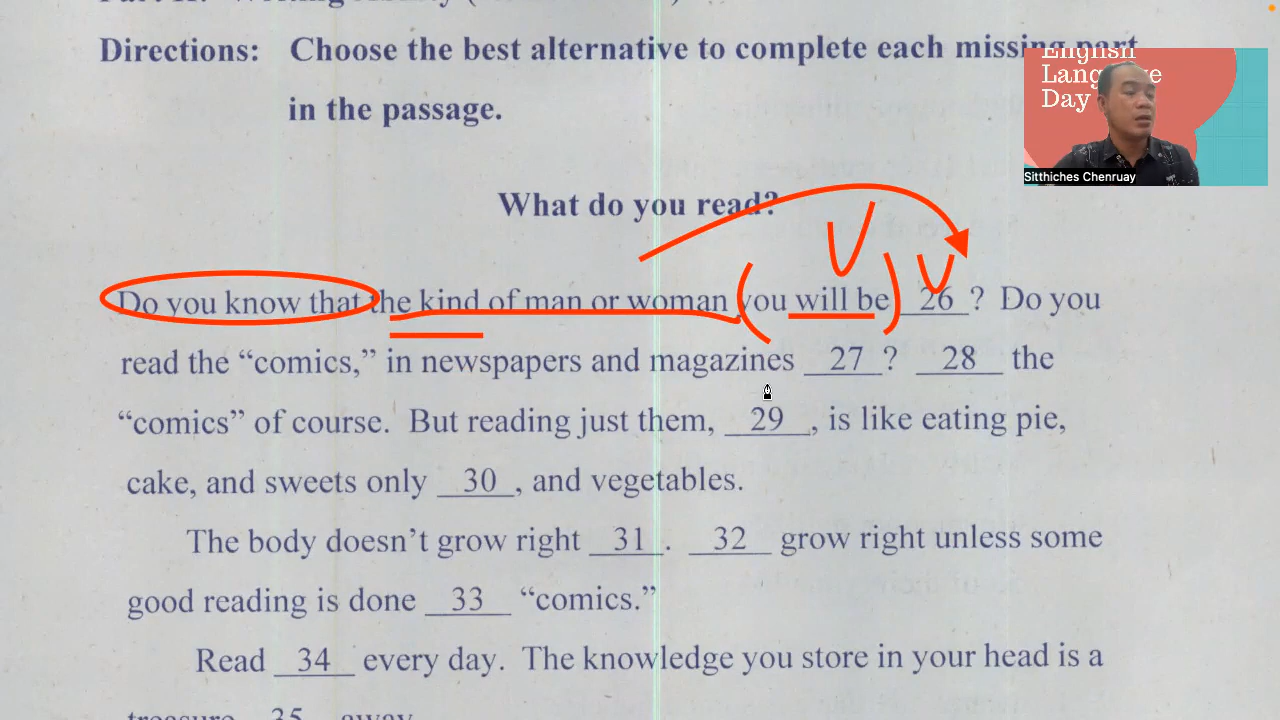 Directions: Choose the best alternative to complete each missing part
in the passage.
English
Language
Day
Sitthiches Chenruay
What do you read?
Do you know that the kind of man or woman you will be 26 ? Do you
read the “comics,” in newspapers and magazines 27 ? 28 the
“comics” of course. But reading just them, 29 , is like eating pie,
cake, and sweets only 30 , and vegetables.
The body doesn’t grow right 31 . 32 grow right unless some
good reading is done 33 “comics.”
Read 34 every day. The knowledge you store in your head is a
treasure 35 away